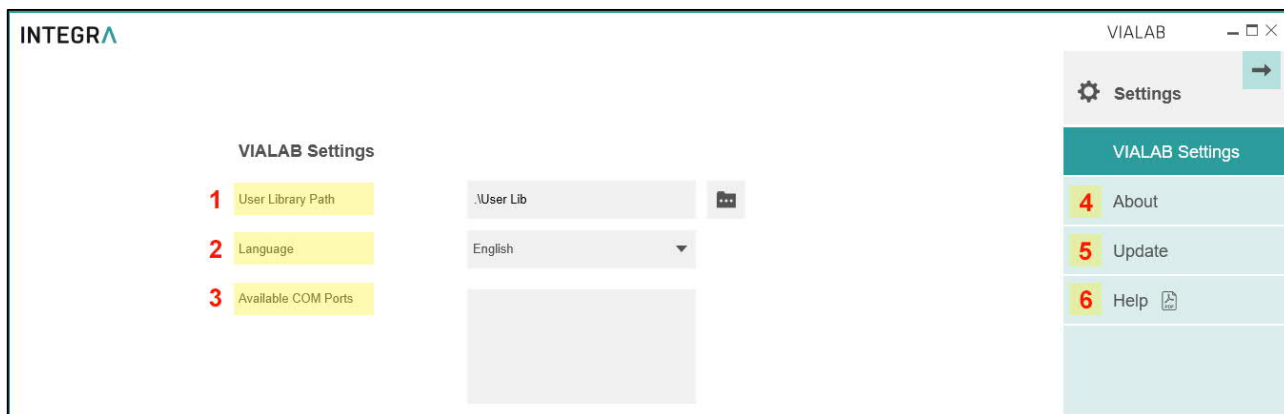 INTEGRA
VIALAB
Settings
VIALAB Settings
VIALAB Settings
1 User Library Path .\User Lib
2 Language English
3 Available COM Ports
4 About
5 Update
6 Help PDF